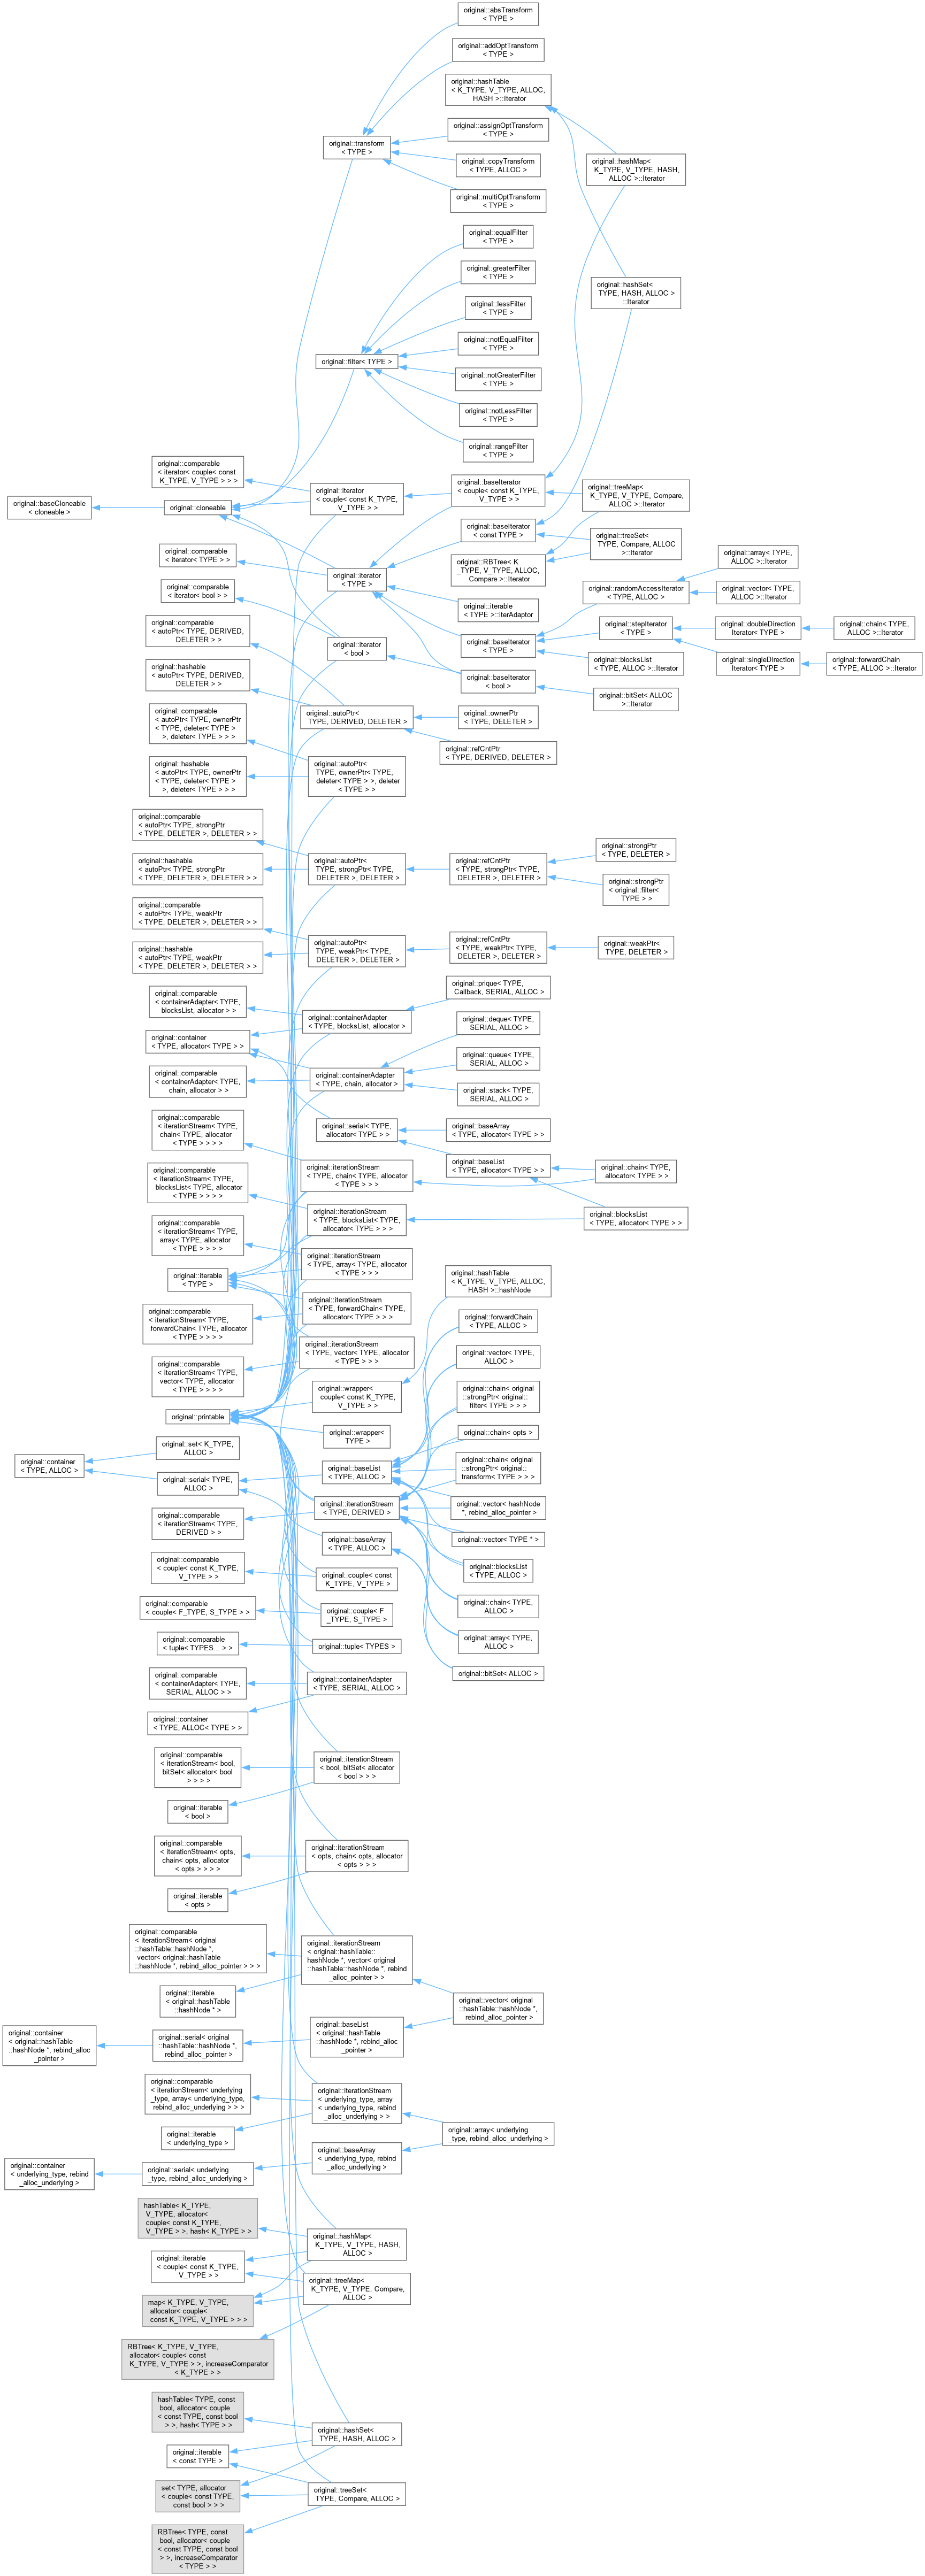 original::absTransform
< TYPE >
original::addOptTransform
< TYPE >
original::hashTable
< K_TYPE, V_TYPE, ALLOC,
HASH >::Iterator
original::assignOptTransform
< TYPE >
original::transform
< TYPE >
original::copyTransform
< TYPE, ALLOC >
original::hashMap<
K_TYPE, V_TYPE, HASH,
ALLOC >::Iterator
original::multiOptTransform
< TYPE >
original::equalFilter
< TYPE >
original::greaterFilter
< TYPE >
original::hashSet<
TYPE, HASH, ALLOC >
::Iterator
original::lessFilter
< TYPE >
original::notEqualFilter
< TYPE >
original::filter< TYPE >
original::notGreaterFilter
< TYPE >
original::notLessFilter
< TYPE >
original::rangeFilter
< TYPE >
original::comparable
< iterator< couple< const
K_TYPE, V_TYPE > > >
original::baseIterator
< couple< const K_TYPE,
V_TYPE > >
original::treeMap<
K_TYPE, V_TYPE, Compare,
ALLOC >::Iterator
original::iterator
< couple< const K_TYPE,
V_TYPE > >
original::baseCloneable
< cloneable >
original::cloneable
original::baseIterator
< const TYPE >
original::treeSet<
TYPE, Compare, ALLOC
>::Iterator
original::comparable
< iterator< TYPE > >
original::RBTree< K
_TYPE, V_TYPE, ALLOC,
Compare >::Iterator
original::array< TYPE,
ALLOC >::Iterator
original::iterator
< TYPE >
original::comparable
< iterator< bool > >
original::iterable
< TYPE >::iterAdaptor
original::randomAccessIterator
< TYPE, ALLOC >
original::vector< TYPE,
ALLOC >::Iterator
original::comparable
< autoPtr< TYPE, DERIVED,
DELETER > >
original::iterator
< bool >
original::baseIterator
< TYPE >
original::stepIterator
< TYPE >
original::doubleDirection
Iterator< TYPE >
original::chain< TYPE,
ALLOC >::Iterator
original::hashable
< autoPtr< TYPE, DERIVED,
DELETER > >
original::baseIterator
< bool >
original::blocksList
< TYPE, ALLOC >::Iterator
original::singleDirection
Iterator< TYPE >
original::forwardChain
< TYPE, ALLOC >::Iterator
original::bitSet< ALLOC
>::Iterator
original::comparable
< autoPtr< TYPE, ownerPtr
< TYPE, deleter< TYPE >
>, deleter< TYPE > > >
original::autoPtr<
TYPE, DERIVED, DELETER >
original::ownerPtr
< TYPE, DELETER >
original::refCntPtr
< TYPE, DERIVED, DELETER >
original::hashable
< autoPtr< TYPE, ownerPtr
< TYPE, deleter< TYPE >
>, deleter< TYPE > > >
original::autoPtr<
TYPE, ownerPtr< TYPE,
deleter< TYPE > >, deleter
< TYPE > >
original::comparable
< autoPtr< TYPE, strongPtr
< TYPE, DELETER >, DELETER > >
original::hashable
< autoPtr< TYPE, strongPtr
< TYPE, DELETER >, DELETER > >
original::autoPtr<
TYPE, strongPtr< TYPE,
DELETER >, DELETER >
original::refCntPtr
< TYPE, strongPtr< TYPE,
DELETER >, DELETER >
original::strongPtr
< TYPE, DELETER >
original::strongPtr
< original::filter<
TYPE > >
original::comparable
< autoPtr< TYPE, weakPtr
< TYPE, DELETER >, DELETER > >
original::hashable
< autoPtr< TYPE, weakPtr
< TYPE, DELETER >, DELETER > >
original::autoPtr<
TYPE, weakPtr< TYPE,
DELETER >, DELETER >
original::refCntPtr
< TYPE, weakPtr< TYPE,
DELETER >, DELETER >
original::weakPtr<
TYPE, DELETER >
original::comparable
< containerAdapter< TYPE,
blocksList, allocator > >
original::prique< TYPE,
Callback, SERIAL, ALLOC >
original::containerAdapter
< TYPE, blocksList, allocator >
original::container
< TYPE, allocator< TYPE > >
original::deque< TYPE,
SERIAL, ALLOC >
original::comparable
< containerAdapter< TYPE,
chain, allocator > >
original::containerAdapter
< TYPE, chain, allocator >
original::queue< TYPE,
SERIAL, ALLOC >
original::stack< TYPE,
SERIAL, ALLOC >
original::comparable
< iterationStream< TYPE,
chain< TYPE, allocator
< TYPE > > > >
original::serial< TYPE,
allocator< TYPE > >
original::baseArray
< TYPE, allocator< TYPE > >
original::comparable
< iterationStream< TYPE,
blocksList< TYPE, allocator
< TYPE > > > >
original::iterationStream
< TYPE, chain< TYPE, allocator
< TYPE > > >
original::baseList
< TYPE, allocator< TYPE > >
original::chain< TYPE,
allocator< TYPE > >
original::iterationStream
< TYPE, blocksList< TYPE,
allocator< TYPE > > >
original::blocksList
< TYPE, allocator< TYPE > >
original::comparable
< iterationStream< TYPE,
array< TYPE, allocator
< TYPE > > > >
original::iterationStream
< TYPE, array< TYPE, allocator
< TYPE > > >
original::iterable
< TYPE >
original::hashTable
< K_TYPE, V_TYPE, ALLOC,
HASH >::hashNode
original::comparable
< iterationStream< TYPE,
forwardChain< TYPE, allocator
< TYPE > > > >
original::iterationStream
< TYPE, forwardChain< TYPE,
allocator< TYPE > > >
original::forwardChain
< TYPE, ALLOC >
original::comparable
< iterationStream< TYPE,
vector< TYPE, allocator
< TYPE > > > >
original::iterationStream
< TYPE, vector< TYPE, allocator
< TYPE > > >
original::vector< TYPE,
ALLOC >
original::wrapper<
couple< const K_TYPE,
V_TYPE > >
original::chain< original
::strongPtr< original::
filter< TYPE > > >
original::printable
original::wrapper<
TYPE >
original::chain< opts >
original::set< K_TYPE,
ALLOC >
original::container
< TYPE, ALLOC >
original::baseList
< TYPE, ALLOC >
original::chain< original
::strongPtr< original::
transform< TYPE > > >
original::serial< TYPE,
ALLOC >
original::iterationStream
< TYPE, DERIVED >
original::vector< hashNode
*, rebind_alloc_pointer >
original::comparable
< iterationStream< TYPE,
DERIVED > >
original::baseArray
< TYPE, ALLOC >
original::vector< TYPE * >
original::comparable
< couple< const K_TYPE,
V_TYPE > >
original::couple< const
K_TYPE, V_TYPE >
original::blocksList
< TYPE, ALLOC >
original::comparable
< couple< F_TYPE, S_TYPE > >
original::couple< F
_TYPE, S_TYPE >
original::chain< TYPE,
ALLOC >
original::comparable
< tuple< TYPES... > >
original::tuple< TYPES >
original::array< TYPE,
ALLOC >
original::comparable
< containerAdapter< TYPE,
SERIAL, ALLOC > >
original::containerAdapter
< TYPE, SERIAL, ALLOC >
original::bitSet< ALLOC >
original::container
< TYPE, ALLOC< TYPE > >
original::comparable
< iterationStream< bool,
bitSet< allocator< bool
> > > >
original::iterationStream
< bool, bitSet< allocator
< bool > > >
original::iterable
< bool >
original::comparable
< iterationStream< opts,
chain< opts, allocator
< opts > > > >
original::iterationStream
< opts, chain< opts, allocator
< opts > > >
original::iterable
< opts >
original::comparable
< iterationStream< original
::hashTable::hashNode *,
vector< original::hashTable
::hashNode *, rebind_alloc_pointer > > >
original::iterationStream
< original::hashTable::
hashNode *, vector< original
::hashTable::hashNode *, rebind
_alloc_pointer > >
original::iterable
< original::hashTable
::hashNode * >
original::vector< original
::hashTable::hashNode *,
rebind_alloc_pointer >
original::container
< original::hashTable
::hashNode *, rebind_alloc
_pointer >
original::serial< original
::hashTable::hashNode *,
rebind_alloc_pointer >
original::baseList
< original::hashTable
::hashNode *, rebind_alloc
_pointer >
original::comparable
< iterationStream< underlying
_type, array< underlying_type,
rebind_alloc_underlying > > >
original::iterationStream
< underlying_type, array
< underlying_type, rebind
_alloc_underlying > >
original::iterable
< underlying_type >
original::array< underlying
_type, rebind_alloc_underlying >
original::container
< underlying_type, rebind
_alloc_underlying >
original::serial< underlying
_type, rebind_alloc_underlying >
original::baseArray
< underlying_type, rebind
_alloc_underlying >
hashTable< K_TYPE,
V_TYPE, allocator<
couple< const K_TYPE,
V_TYPE > >, hash< K_TYPE > >
original::hashMap<
K_TYPE, V_TYPE, HASH,
ALLOC >
original::iterable
< couple< const K_TYPE,
V_TYPE > >
original::treeMap<
K_TYPE, V_TYPE, Compare,
ALLOC >
map< K_TYPE, V_TYPE,
allocator< couple<
const K_TYPE, V_TYPE > > >
RBTree< K_TYPE, V_TYPE,
allocator< couple< const
K_TYPE, V_TYPE > >, increaseComparator
< K_TYPE > >
hashTable< TYPE, const
bool, allocator< couple
< const TYPE, const bool
> >, hash< TYPE > >
original::hashSet<
TYPE, HASH, ALLOC >
original::iterable
< const TYPE >
set< TYPE, allocator
< couple< const TYPE,
const bool > > >
original::treeSet<
TYPE, Compare, ALLOC >
RBTree< TYPE, const
bool, allocator< couple
< const TYPE, const bool
> >, increaseComparator
< TYPE > >